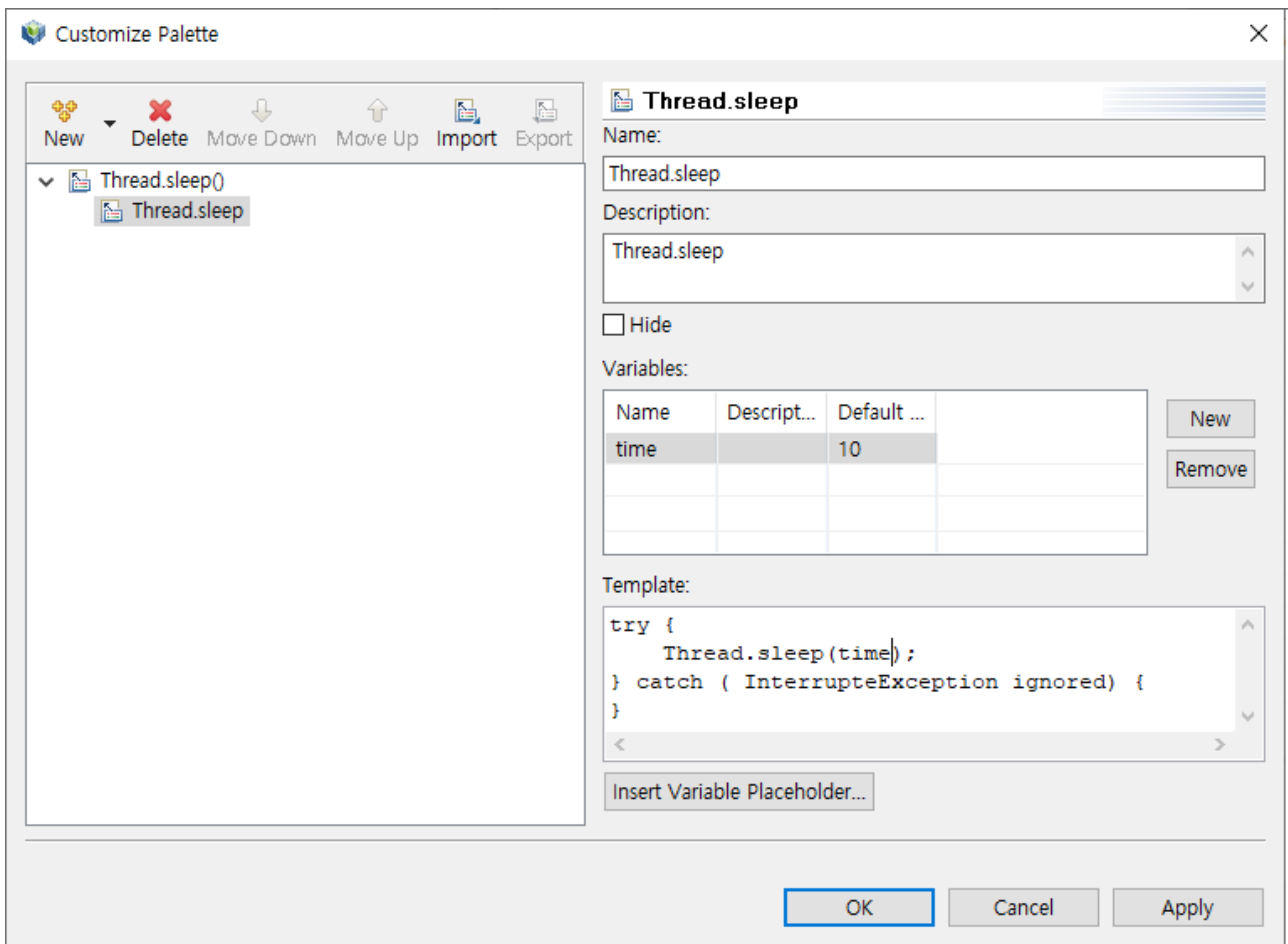 Customize Palette
New
Delete
Move Down
Move Up
Import
Export
Thread.sleep()
Thread.sleep
Thread.sleep
Name:
Thread.sleep
Description:
Thread.sleep
Hide
Variables:
Name Descript... Default ...
time 10
New
Remove
Template:
try {
    Thread.sleep(time);
} catch ( InterrupteException ignored) {
}
Insert Variable Placeholder...
OK
Cancel
Apply